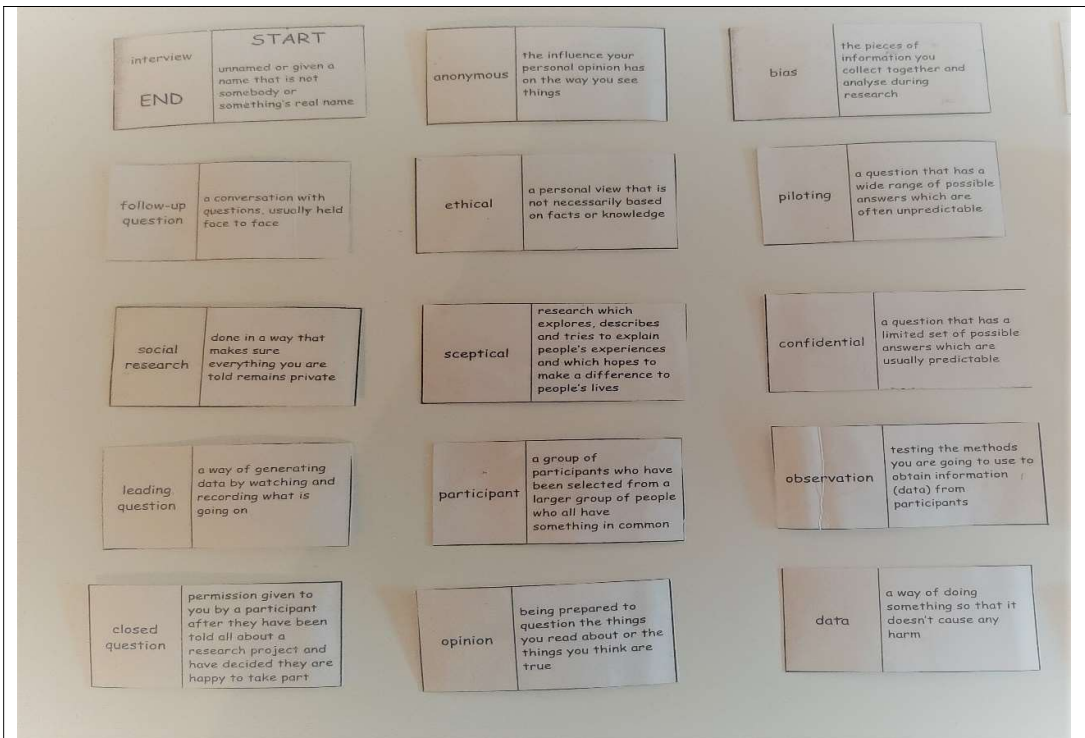 interview
END
START
unnamed or given a
name that is not
somebody or
something's real name
anonymous
the influence your
personal opinion has
on the way you see
things
bias
the pieces of
information you
collect together and
analyse during
research
follow-up
question
a conversation with
questions, usually held
face to face
ethical
a personal view that is
not necessarily based
on facts or knowledge
piloting
a question that has a
wide range of possible
answers which are
often unpredictable
social
research
done in a way that
makes sure
everything you are
told remains private
sceptical
research which
explores, describes
and tries to explain
people's experiences
and which hopes to
make a difference to
people's lives
confidential
a question that has a
limited set of possible
answers which are
usually predictable
leading
question
a way of generating
data by watching and
recording what is
going on
participant
a group of
participants who have
been selected from a
larger group of people
who all have
something in common
observation
testing the methods
you are going to use to
obtain information
(data) from
participants
closed
question
permission given to
you by a participant
after they have been
told all about a
research project and
have decided they are
happy to take part
opinion
being prepared to
question the things
you read about or the
things you think are
true
data
a way of doing
something so that it
doesn't cause any
harm